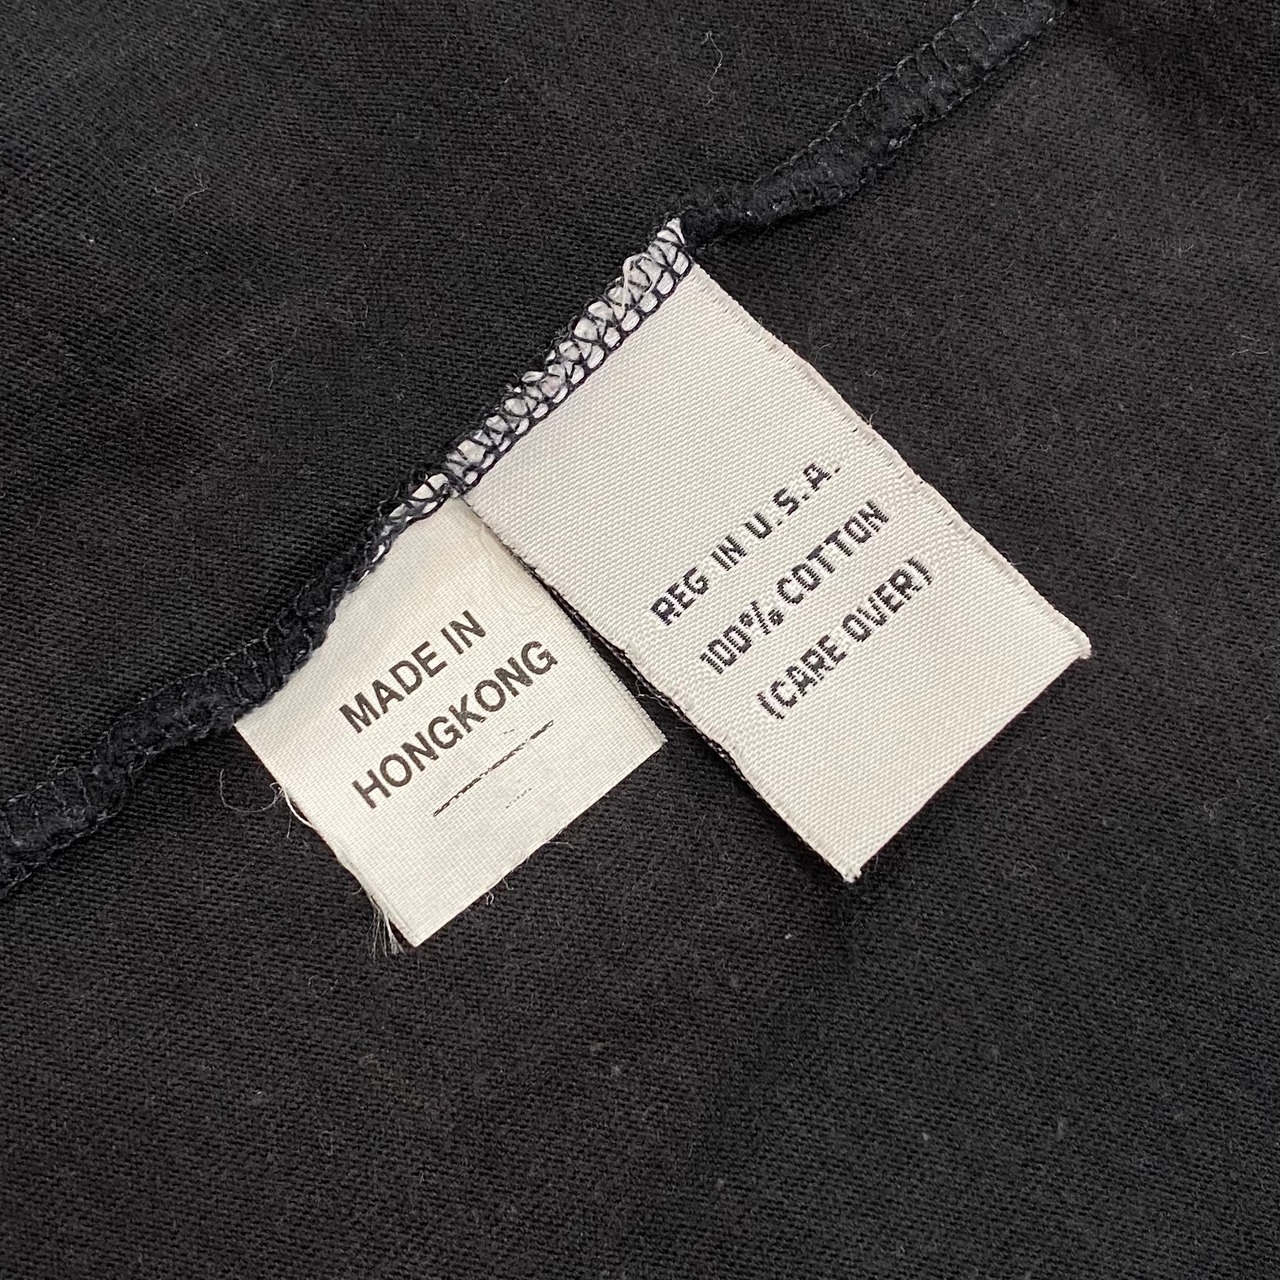 MADE IN
HONGKONG
REG IN U.S.A.
100% COTTON
(CARE OVER)